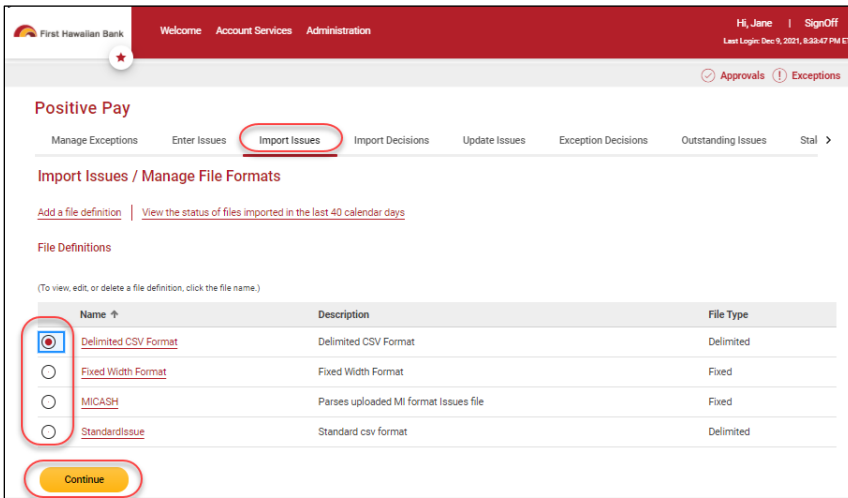 First Hawaiian Bank
Welcome Account Services Administration
Hi, Jane | SignOff
Last Login: Dec 9, 2021, 8:33:47 PM ET
Approvals ! Exceptions
Positive Pay
Manage Exceptions Enter Issues Import Issues Import Decisions Update Issues Exception Decisions Outstanding Issues Stal >
Import Issues / Manage File Formats
Add a file definition | View the status of files imported in the last 40 calendar days
File Definitions
(To view, edit, or delete a file definition, click the file name.)
Name ↑ Description File Type
Delimited CSV Format Delimited CSV Format Delimited
Fixed Width Format Fixed Width Format Fixed
MICASH Parses uploaded MI format Issues file Fixed
StandardIssue Standard csv format Delimited
Continue